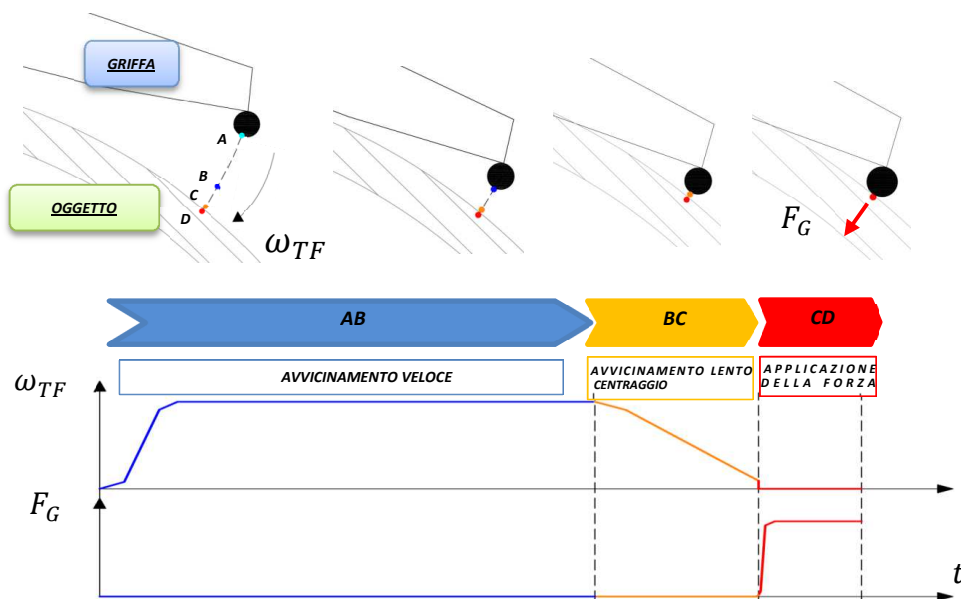 GRIFFA
A
B
C
D
OGGETTO
ω_TF
F_G
AB
BC
CD
AVVICINAMENTO VELOCE
AVVICINAMENTO LENTO
CENTRAGGIO
APPLICAZIONE
DELLA FORZA
ω_TF
F_G
t